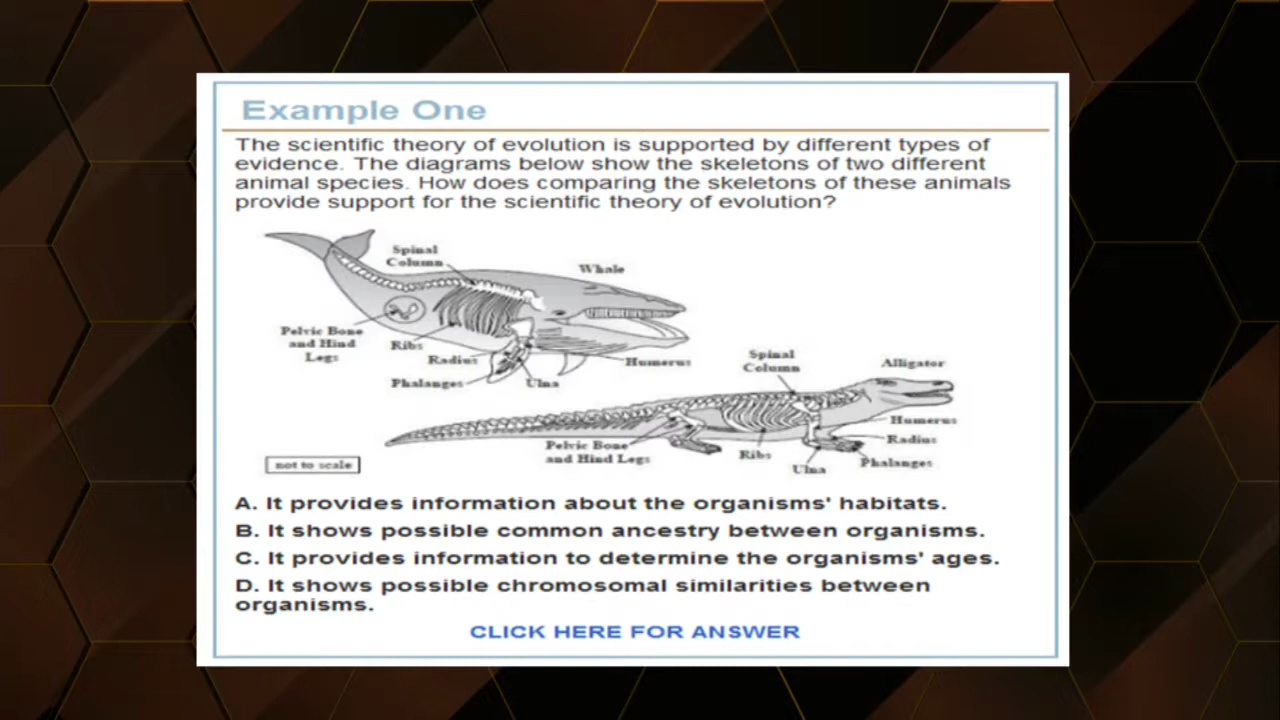 Example One
The scientific theory of evolution is supported by different types of
evidence. The diagrams below show the skeletons of two different
animal species. How does comparing the skeletons of these animals
provide support for the scientific theory of evolution?
Spinal
Column
Whale
Pelvic Bone
and Hind
Legs
Ribs
Radius
Humerus
Phalanges
Ulna
Spinal
Column
Alligator
Humerus
Radius
Pelvic Bone
and Hind Legs
Ribs
Ulna
Phalanges
not to scale
A. It provides information about the organisms' habitats.
B. It shows possible common ancestry between organisms.
C. It provides information to determine the organisms' ages.
D. It shows possible chromosomal similarities between
organisms.
CLICK HERE FOR ANSWER